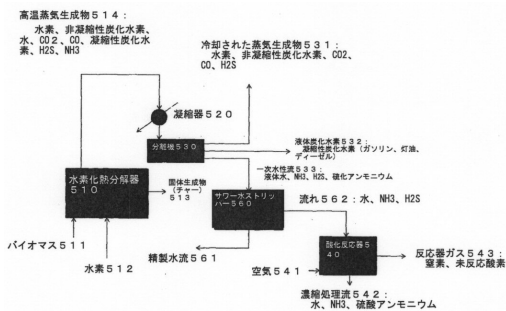 高温蒸気生成物５１４：
水素、非凝縮性炭化水素、
水、ＣＯ２、ＣＯ、凝縮性炭化水
素、Ｈ２Ｓ、ＮＨ３
冷却された蒸気生成物５３１：
水素、非凝縮性炭化水素、ＣＯ２、
ＣＯ、Ｈ２Ｓ
凝縮器５２０
分離機５３０
液体炭化水素５３２：
凝縮性炭化水素（ガソリン、灯油、
ディーゼル）
一次水性流５３３：
液体水、ＮＨ３、Ｈ２Ｓ、硫化アンモニウム
水素化熱分解器
５１０
固体生成物
（チャー）
５１３
サワー水ストリッ
パー５６０
流れ５６２：水、ＮＨ３、Ｈ２Ｓ
バイオマス５１１
水素５１２
精製水流５６１
酸化反応器５
４０
空気５４１
反応器ガス５４３：
窒素、未反応酸素
濃縮処理流５４２：
水、ＮＨ３、硫酸アンモニウム